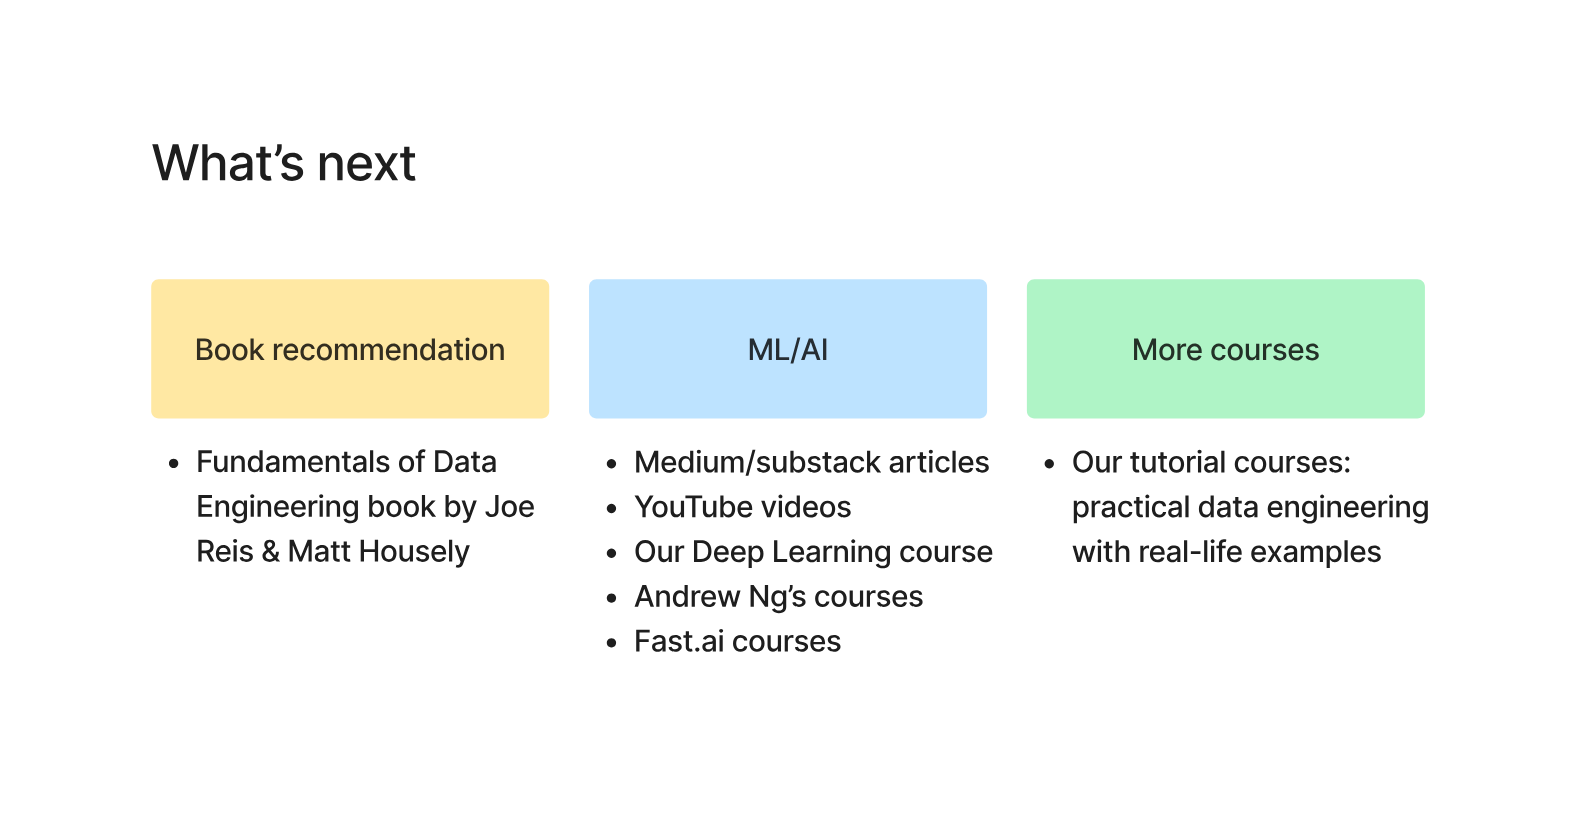 What’s next
Book recommendation
• Fundamentals of Data
Engineering book by Joe
Reis & Matt Housely
ML/AI
• Medium/substack articles
• YouTube videos
• Our Deep Learning course
• Andrew Ng’s courses
• Fast.ai courses
More courses
• Our tutorial courses:
practical data engineering
with real-life examples